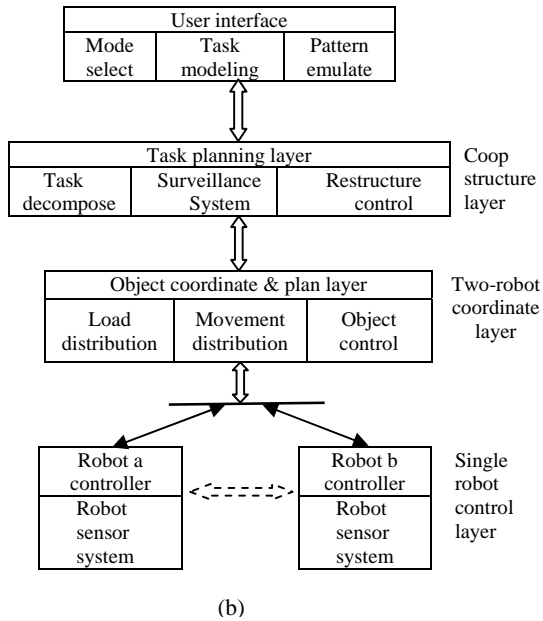 User interface
Mode select
Task modeling
Pattern emulate
Task planning layer
Coop structure layer
Task decompose
Surveillance System
Restructure control
Object coordinate & plan layer
Two-robot coordinate layer
Load distribution
Movement distribution
Object control
Robot a controller
Robot b controller
Single robot control layer
Robot sensor system
Robot sensor system
(b)